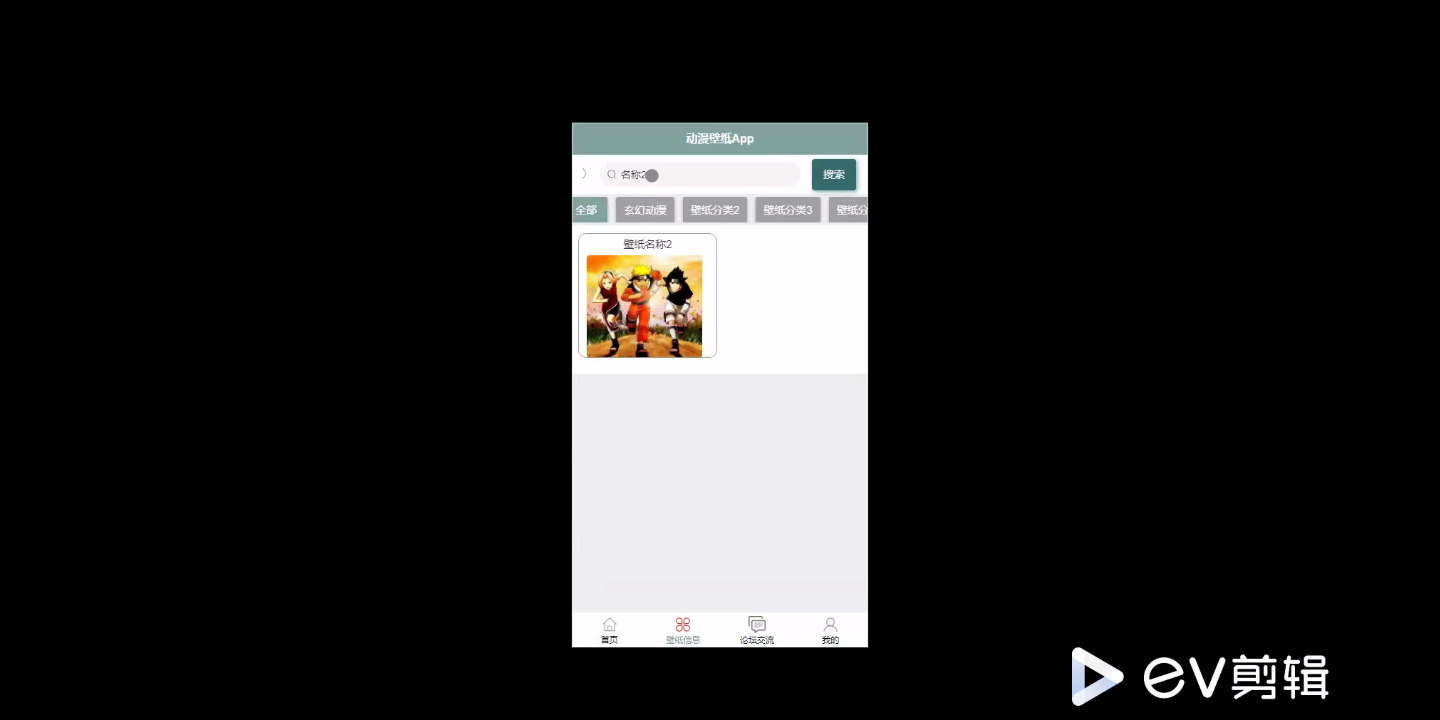 动漫壁纸App
名称2
搜索
全部
玄幻动漫
壁纸分类2
壁纸分类3
壁纸分
壁纸名称2
首页
壁纸信息
论坛交流
我的
ev剪辑